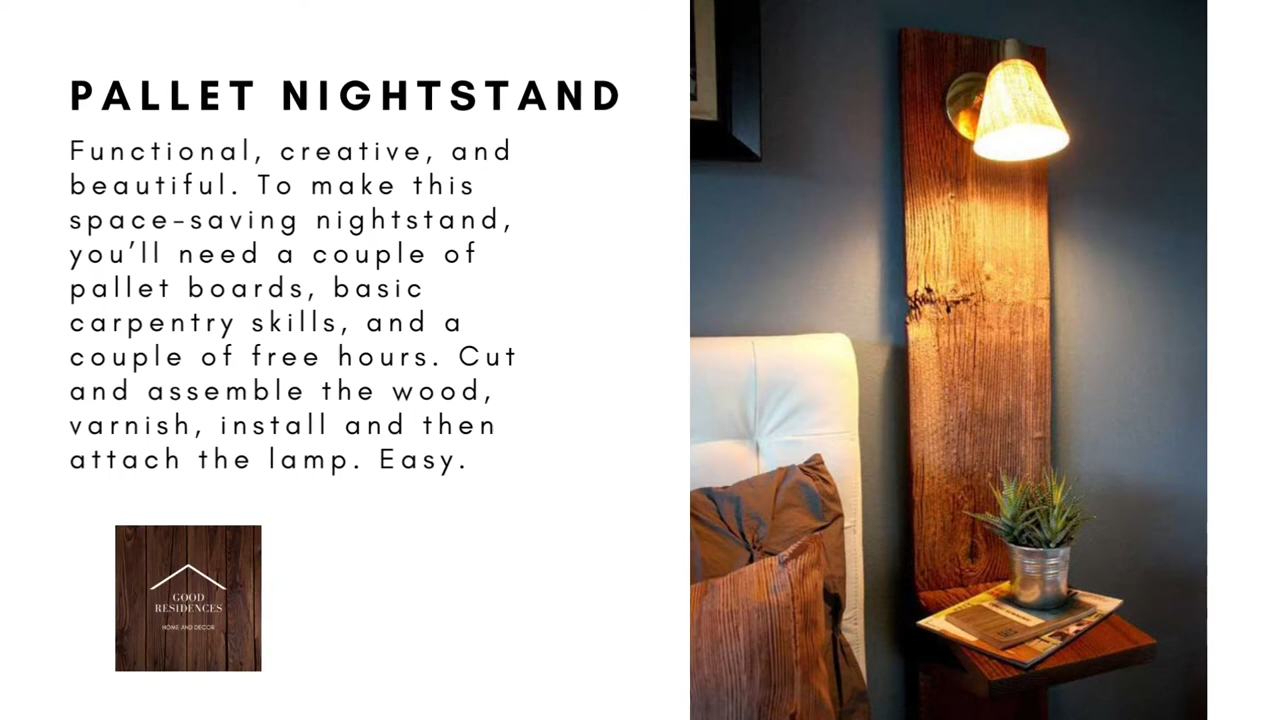 PALLET NIGHTSTAND
Functional, creative, and
beautiful. To make this
space-saving nightstand,
you’ll need a couple of
pallet boards, basic
carpentry skills, and a
couple of free hours. Cut
and assemble the wood,
varnish, install and then
attach the lamp. Easy.
GOOD
RESIDENCES
HOME AND DECOR